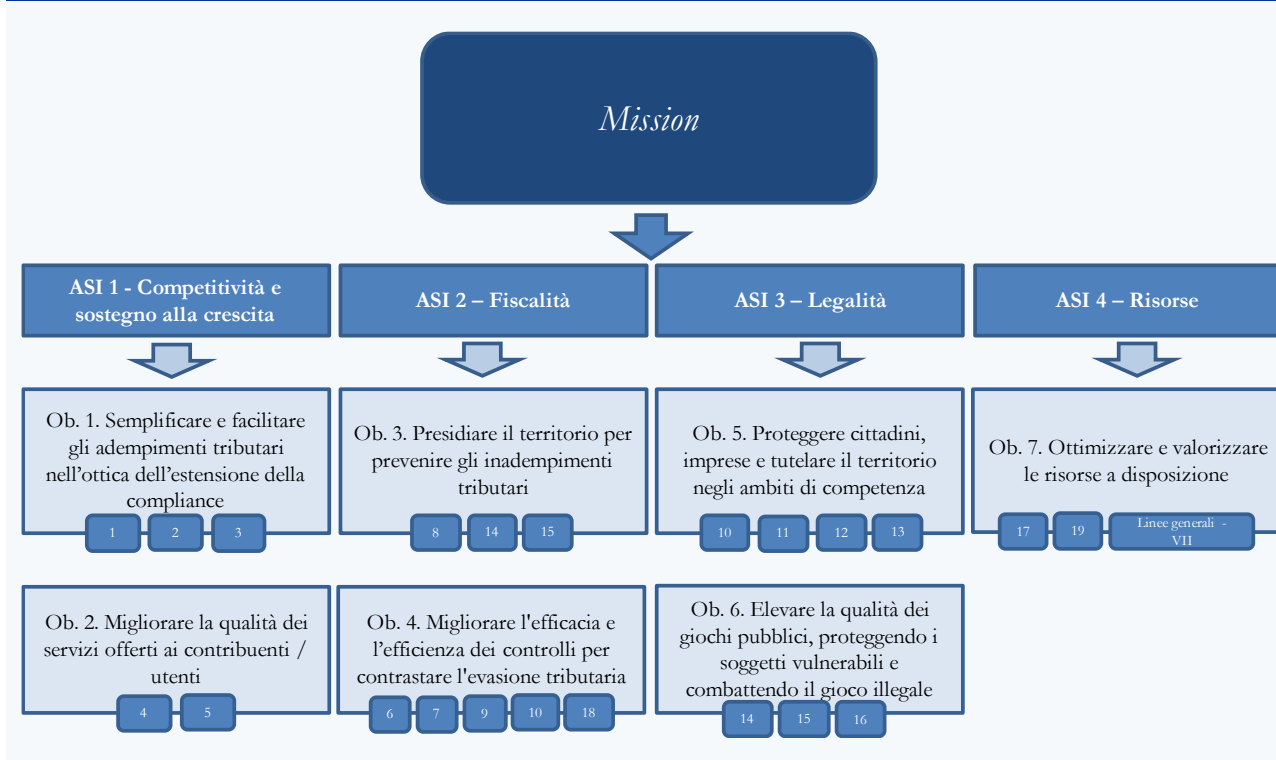 Mission
ASI 1 - Competitività e
sostegno alla crescita
ASI 2 – Fiscalità
ASI 3 – Legalità
ASI 4 – Risorse
Ob. 1. Semplificare e facilitare
gli adempimenti tributari
nell'ottica dell'estensione della
compliance
1
2
3
Ob. 3. Presidiare il territorio per
prevenire gli inadempimenti
tributari
8
14
15
Ob. 5. Proteggere cittadini,
imprese e tutelare il territorio
negli ambiti di competenza
10
11
12
13
Ob. 7. Ottimizzare e valorizzare
le risorse a disposizione
17
19
Linee generali -
VII
Ob. 2. Migliorare la qualità dei
servizi offerti ai contribuenti /
utenti
4
5
Ob. 4. Migliorare l'efficacia e
l'efficienza dei controlli per
contrastare l'evasione tributaria
6
7
9
10
18
Ob. 6. Elevare la qualità dei
giochi pubblici, proteggendo i
soggetti vulnerabili e
combattendo il gioco illegale
14
15
16